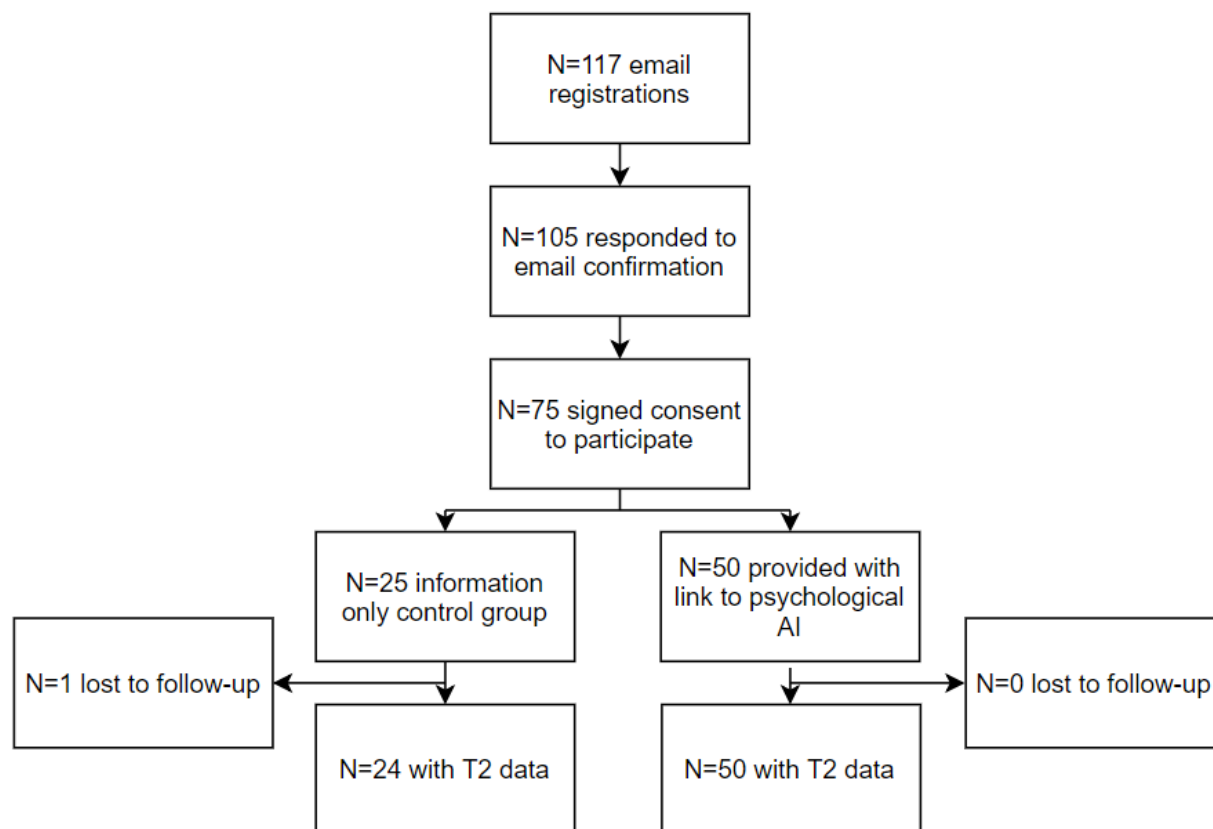 N=117 email
registrations
N=105 responded to
email confirmation
N=75 signed consent
to participate
N=25 information
only control group
N=50 provided with
link to psychological
AI
N=1 lost to follow-up
N=0 lost to follow-up
N=24 with T2 data
N=50 with T2 data